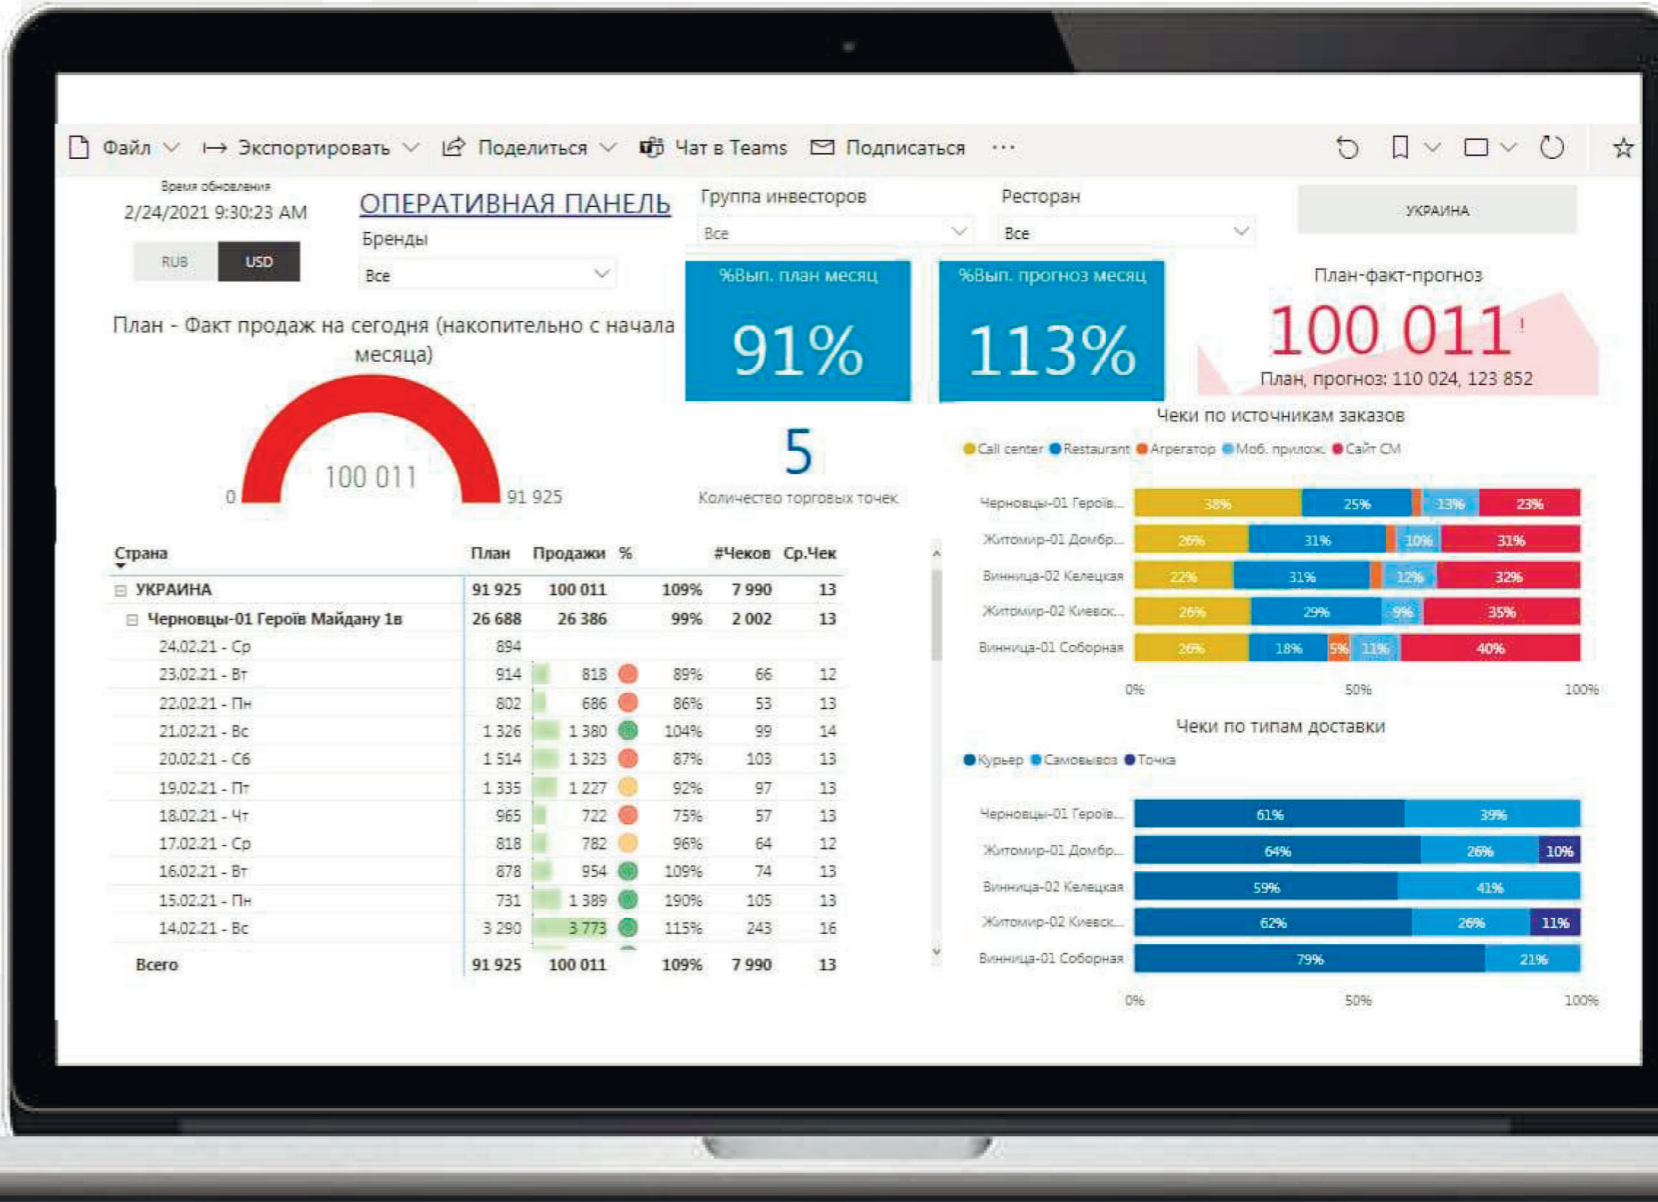 Файл Экспортировать Поделиться Чат в Teams Подписаться ...
Время обновления
2/24/2021 9:30:23 AM
RUB USD
ОПЕРАТИВНАЯ ПАНЕЛЬ
Бренды
Все
Группа инвесторов
Все
Ресторан
Все
УКРАИНА
План - Факт продаж на сегодня (накопительно с начала
месяца)
100 011
0 91 925
%Вып. план месяц
91%
%Вып. прогноз месяц
113%
План-факт-прогноз
100 011 !
План, прогноз: 110 024, 123 852
5
Количество торговых точек
Страна План Продажи % #Чеков Ср.Чек
УКРАИНА 91 925 100 011 109% 7 990 13
Черновцы-01 Героїв Майдану 1в 26 688 26 386 99% 2 002 13
24.02.21 - Ср 894
23.02.21 - Вт 914 818 89% 66 12
22.02.21 - Пн 802 686 86% 53 13
21.02.21 - Вс 1 326 1 380 104% 99 14
20.02.21 - Сб 1 514 1 323 87% 103 13
19.02.21 - Пт 1 335 1 227 92% 97 13
18.02.21 - Чт 965 722 75% 57 13
17.02.21 - Ср 818 782 96% 64 12
16.02.21 - Вт 878 954 109% 74 13
15.02.21 - Пн 731 1 389 190% 105 13
14.02.21 - Вс 3 290 3 773 115% 243 16
Всего 91 925 100 011 109% 7 990 13
Чеки по источникам заказов
Call center Restaurant Агрегатор Моб. прилож. Сайт СМ
Черновцы-01 Героїв... 38% 25% 13% 23%
Житомир-01 Домбр... 26% 31% 10% 31%
Винница-02 Келецкая 22% 31% 12% 32%
Житомир-02 Киевск... 26% 29% 9% 35%
Винница-01 Соборная 26% 18% 5% 11% 40%
0% 50% 100%
Чеки по типам доставки
Курьер Самовывоз Точка
Черновцы-01 Героїв... 61% 39%
Житомир-01 Домбр... 64% 26% 10%
Винница-02 Келецкая 59% 41%
Житомир-02 Киевск... 62% 26% 11%
Винница-01 Соборная 79% 21%
0% 50% 100%